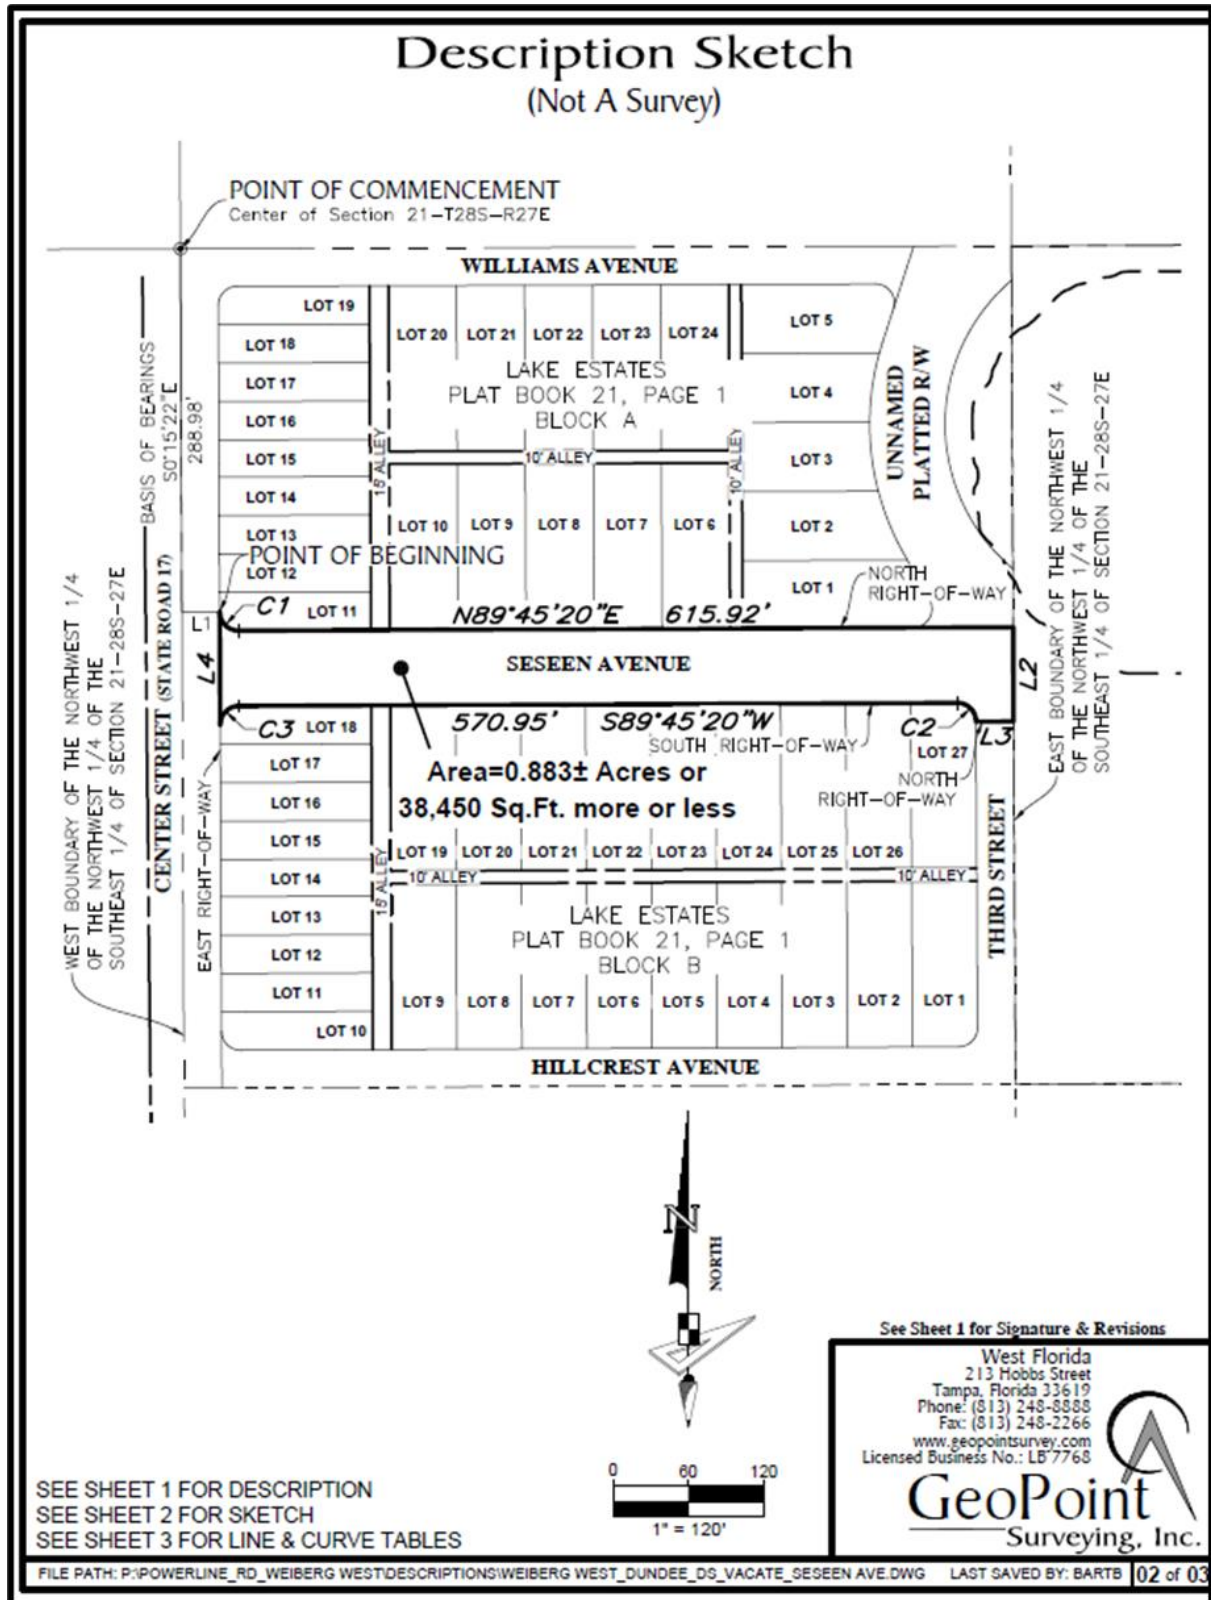 Description Sketch
(Not A Survey)
POINT OF COMMENCEMENT
Center of Section 21-T28S-R27E
WILLIAMS AVENUE
BASIS OF BEARINGS
S0°15'22"E
288.98'
LOT 19
LOT 18
LOT 17
LOT 16
LOT 15
LOT 14
LOT 13
LOT 12
LOT 11
15' ALLEY
LOT 20
LOT 21
LOT 22
LOT 23
LOT 24
LAKE ESTATES
PLAT BOOK 21, PAGE 1
BLOCK A
10' ALLEY
10' ALLEY
LOT 10
LOT 9
LOT 8
LOT 7
LOT 6
LOT 5
LOT 4
LOT 3
LOT 2
LOT 1
UNNAMED
PLATTED R/W
EAST BOUNDARY OF THE NORTHWEST 1/4
OF THE NORTHWEST 1/4 OF THE
SOUTHEAST 1/4 OF SECTION 21-28S-27E
POINT OF BEGINNING
NORTH
RIGHT-OF-WAY
L1
C1
N89°45'20"E 615.92'
SESEEN AVENUE
L4
L2
C3
570.95' S89°45'20"W
C2
L3
SOUTH RIGHT-OF-WAY
NORTH
RIGHT-OF-WAY
Area=0.883± Acres or
38,450 Sq.Ft. more or less
WEST BOUNDARY OF THE NORTHWEST 1/4
OF THE NORTHWEST 1/4 OF THE
SOUTHEAST 1/4 OF SECTION 21-28S-27E
CENTER STREET (STATE ROAD 17)
EAST RIGHT-OF-WAY
LOT 18
LOT 17
LOT 16
LOT 15
LOT 14
LOT 13
LOT 12
LOT 11
LOT 10
15' ALLEY
LOT 19
LOT 20
LOT 21
LOT 22
LOT 23
LOT 24
LOT 25
LOT 26
LOT 27
10' ALLEY
10' ALLEY
LAKE ESTATES
PLAT BOOK 21, PAGE 1
BLOCK B
LOT 9
LOT 8
LOT 7
LOT 6
LOT 5
LOT 4
LOT 3
LOT 2
LOT 1
THIRD STREET
HILLCREST AVENUE
N
NORTH
0 60 120
1" = 120'
SEE SHEET 1 FOR DESCRIPTION
SEE SHEET 2 FOR SKETCH
SEE SHEET 3 FOR LINE & CURVE TABLES
See Sheet 1 for Signature & Revisions
West Florida
213 Hobbs Street
Tampa, Florida 33619
Phone: (813) 248-8888
Fax: (813) 248-2266
www.geopointsurvey.com
Licensed Business No.: LB 7768
GeoPoint
Surveying, Inc.
FILE PATH: P:\POWERLINE_RD_WEIBERG WEST\DESCRIPTIONS\WEIBERG WEST_DUNDEE_DS_VACATE_SESEEN AVE.DWG LAST SAVED BY: BARTB 02 of 03